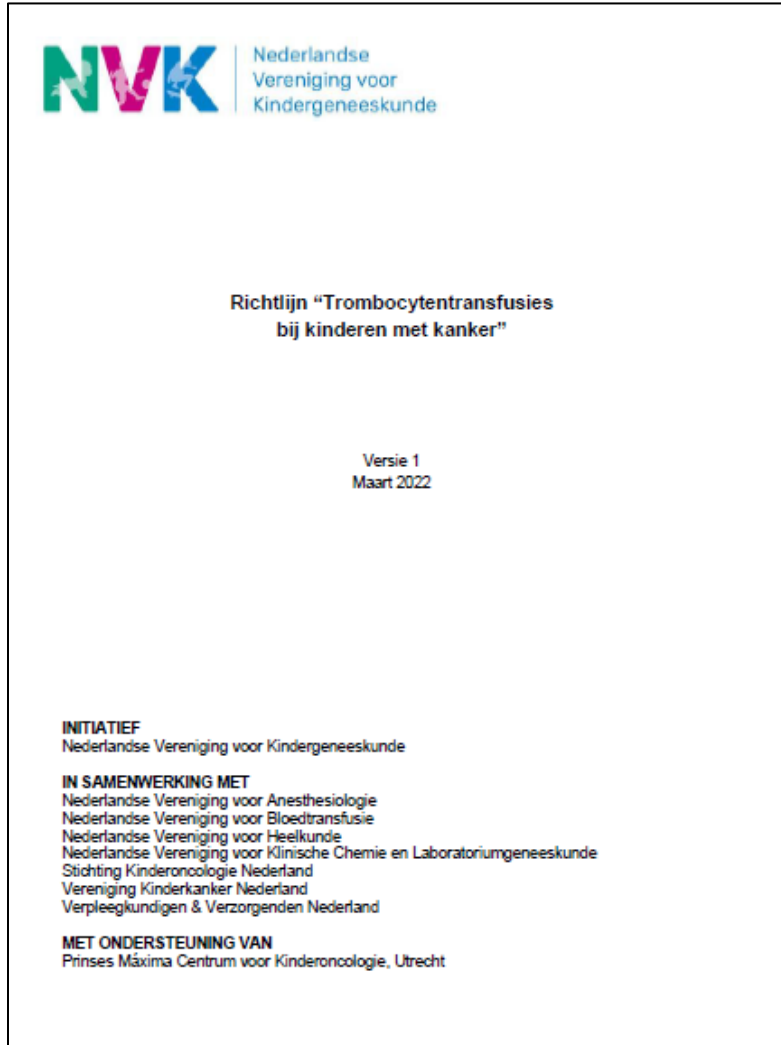 NVK
Nederlandse
Vereniging voor
Kindergeneeskunde
Richtlijn “Trombocytentransfusies
bij kinderen met kanker”
Versie 1
Maart 2022
INITIATIEF
Nederlandse Vereniging voor Kindergeneeskunde
IN SAMENWERKING MET
Nederlandse Vereniging voor Anesthesiologie
Nederlandse Vereniging voor Bloedtransfusie
Nederlandse Vereniging voor Heelkunde
Nederlandse Vereniging voor Klinische Chemie en Laboratoriumgeneeskunde
Stichting Kinderoncologie Nederland
Vereniging Kinderkanker Nederland
Verpleegkundigen & Verzorgenden Nederland
MET ONDERSTEUNING VAN
Prinses Máxima Centrum voor Kinderoncologie, Utrecht